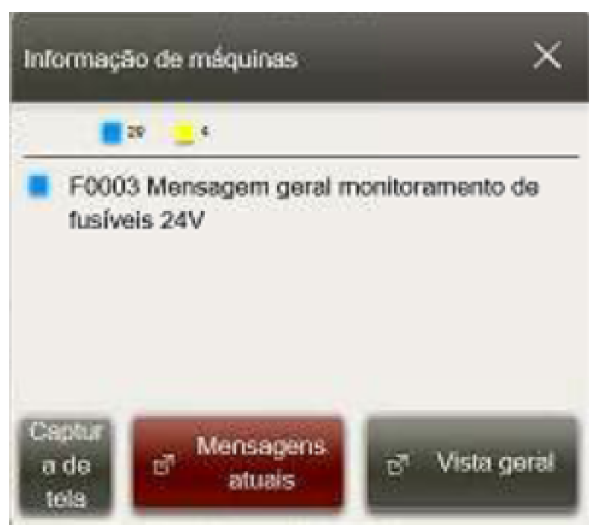 Informação de máquinas
29 4
F0003 Mensagem geral monitoramento de
fusíveis 24V
Captur
a de
tela
Mensagens
atuais
Vista geral